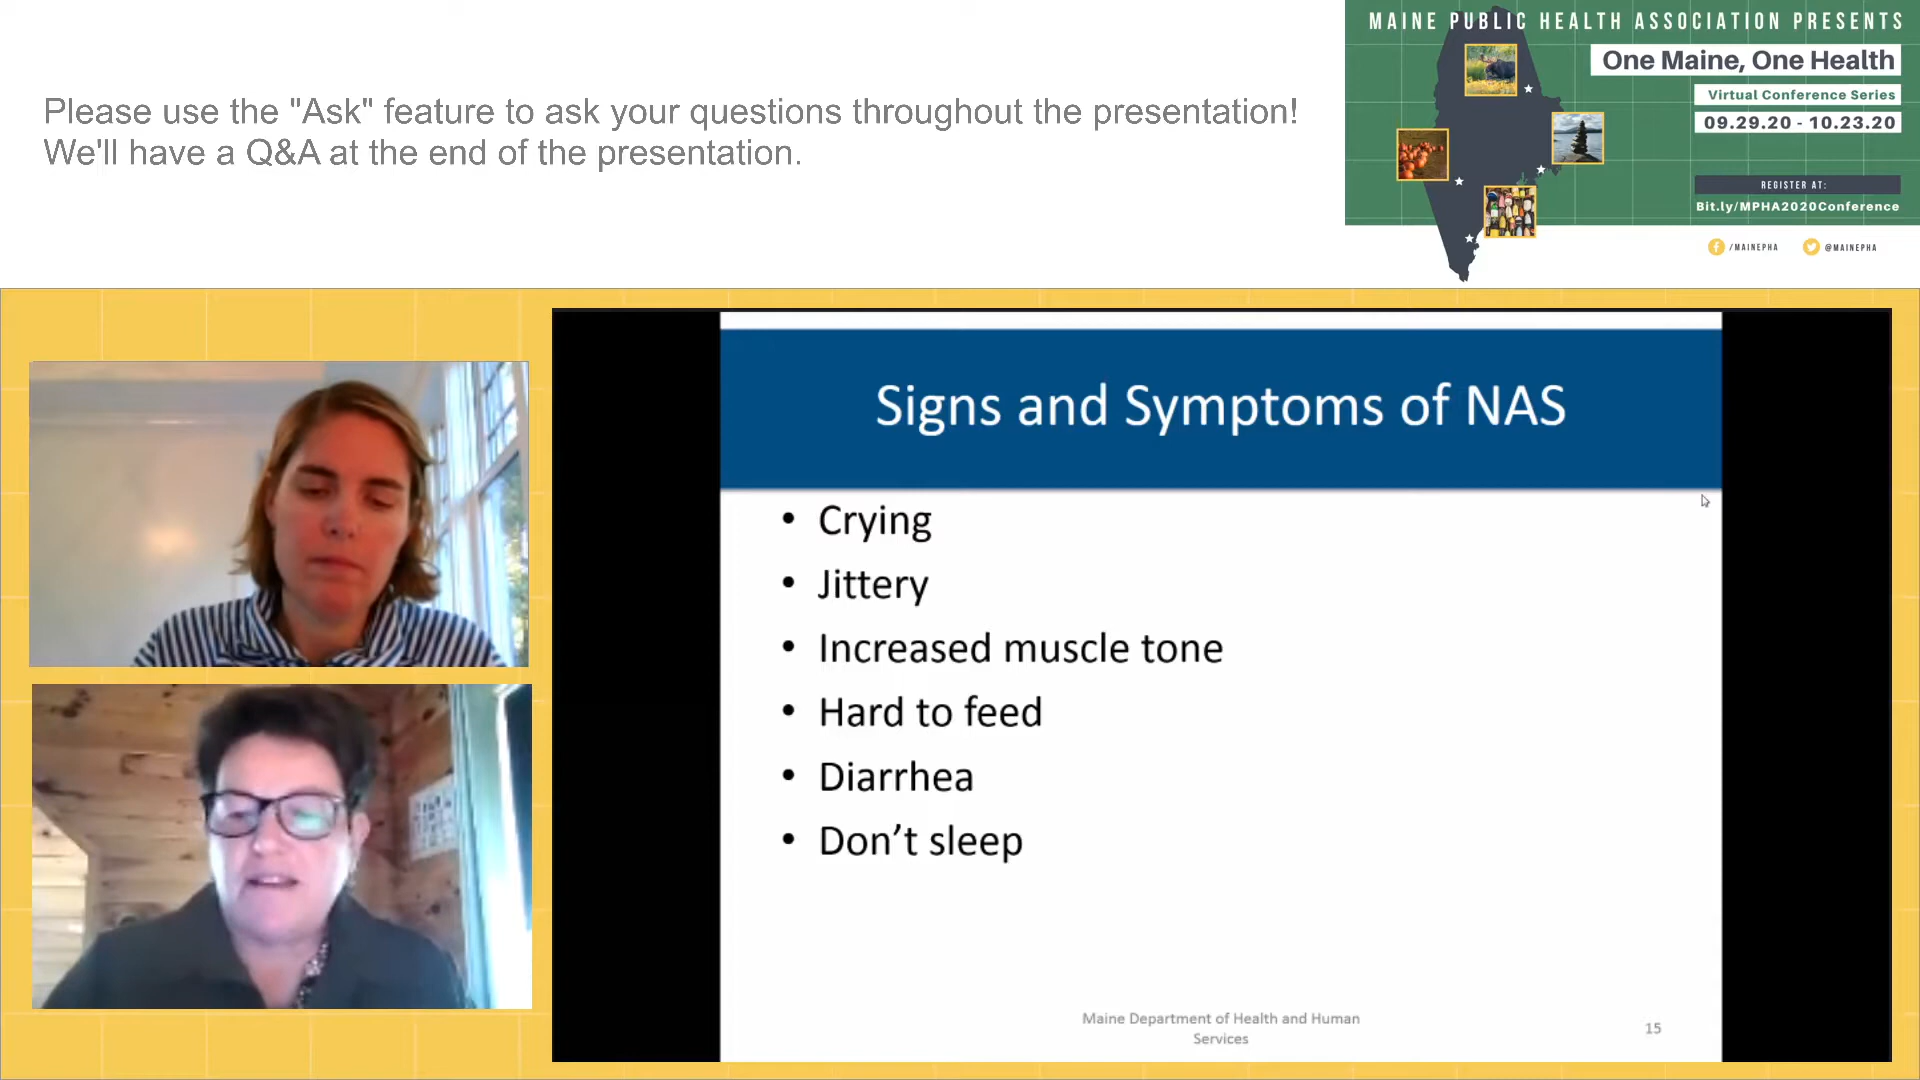 Please use the "Ask" feature to ask your questions throughout the presentation!
We'll have a Q&A at the end of the presentation.
MAINE PUBLIC HEALTH ASSOCIATION PRESENTS
One Maine, One Health
Virtual Conference Series
09.29.20 - 10.23.20
REGISTER AT:
Bit.ly/MPHA2020Conference
/MAINEPHA
@MAINEPHA
Signs and Symptoms of NAS
• Crying
• Jittery
• Increased muscle tone
• Hard to feed
• Diarrhea
• Don’t sleep
Maine Department of Health and Human
Services
15